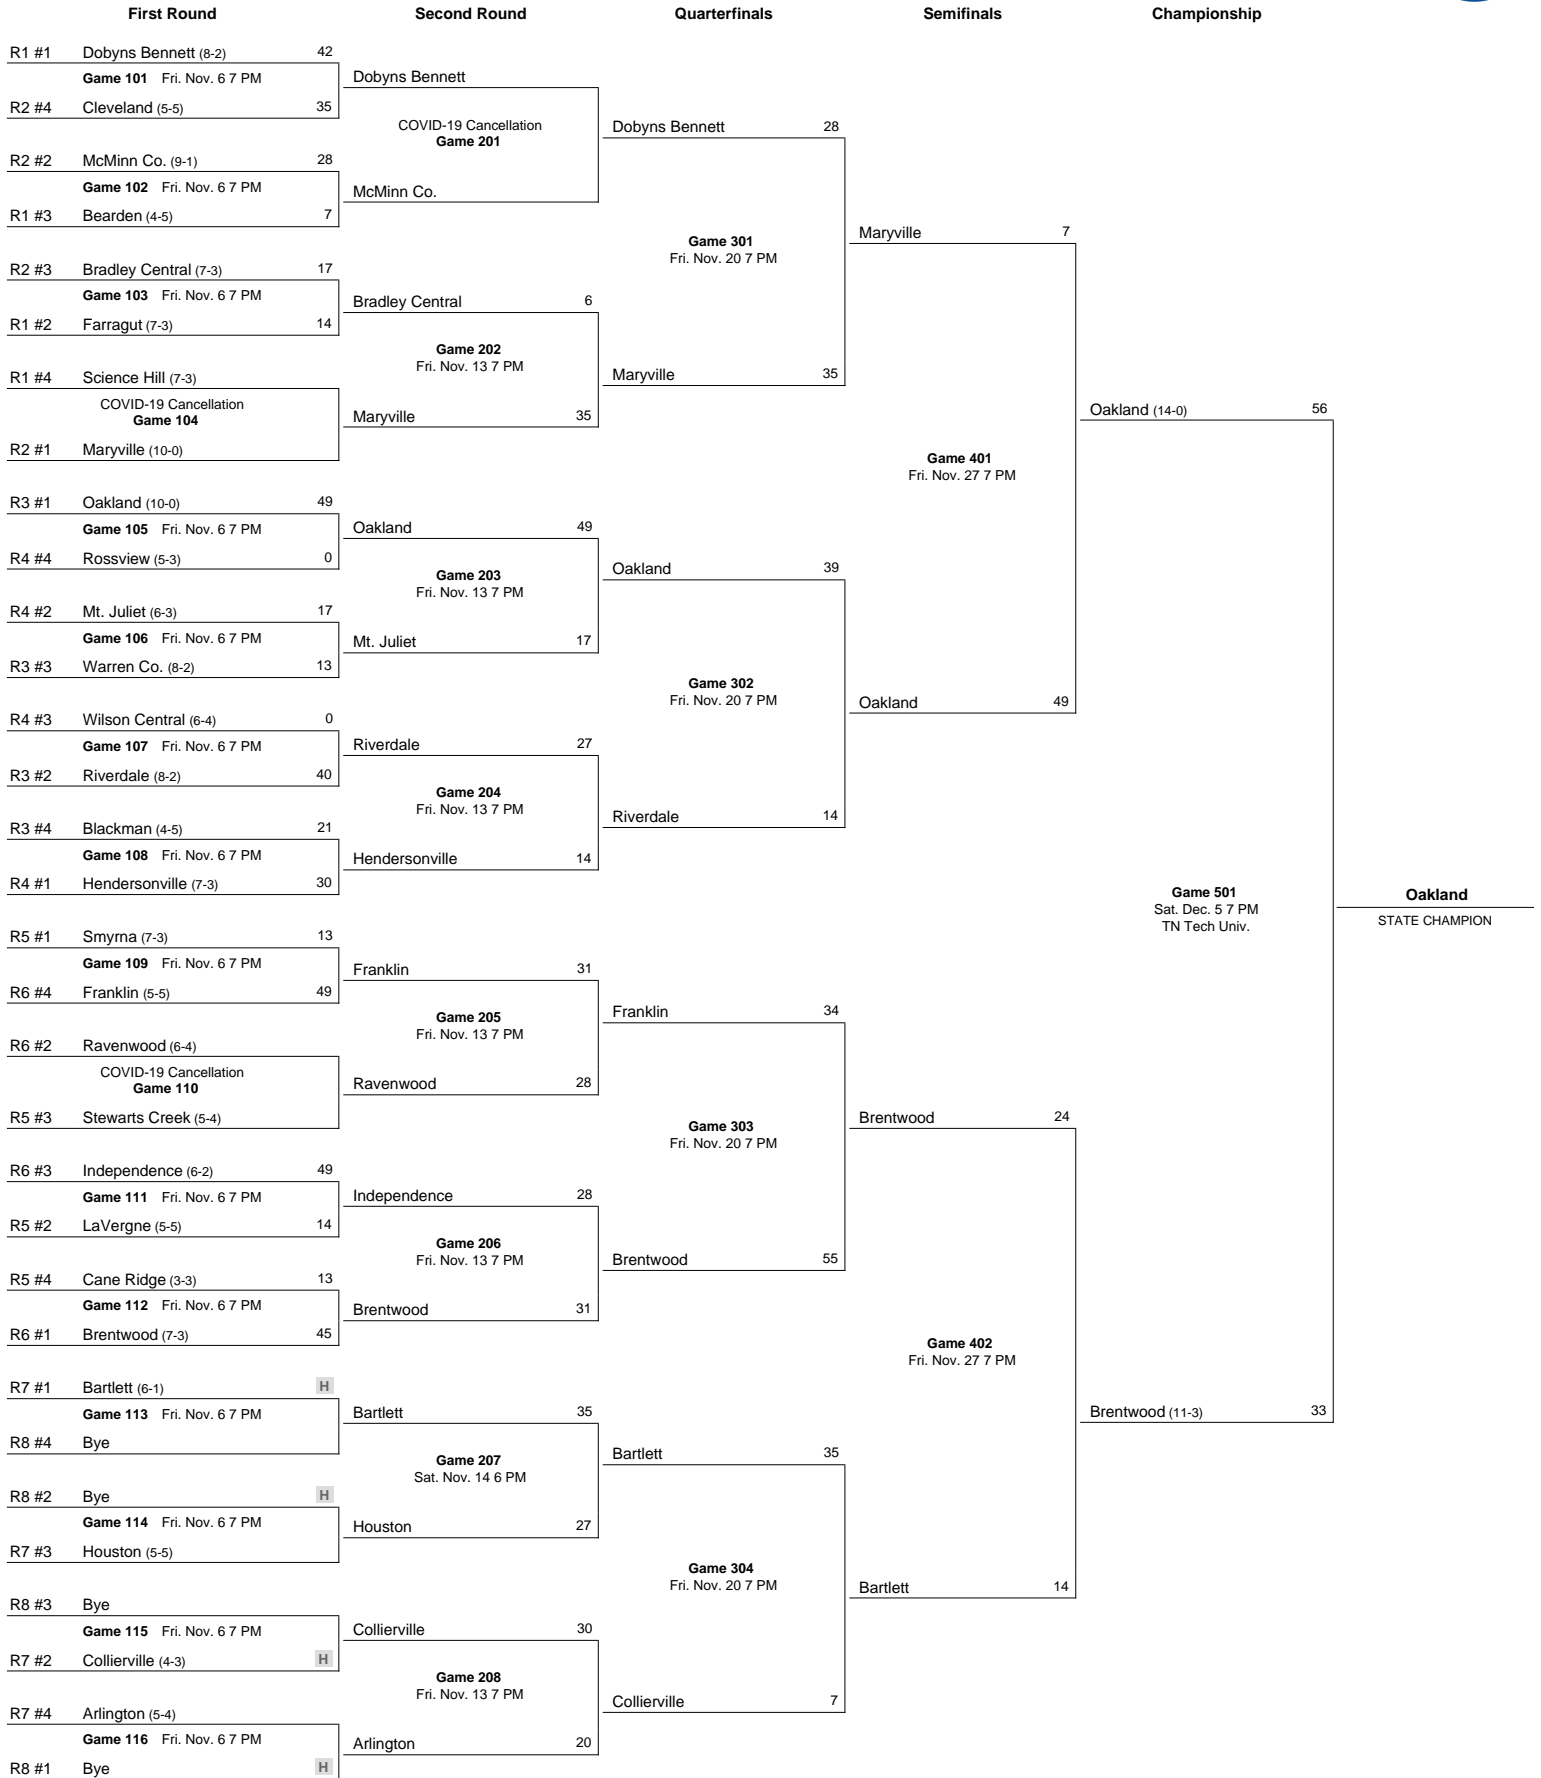 First Round Second Round Quarterfinals Semifinals Championship
R1 #1 Dobyns Bennett (8-2) 42
Game 101 Fri. Nov. 6 7 PM
R2 #4 Cleveland (5-5) 35
R2 #2 McMinn Co. (9-1) 28
Game 102 Fri. Nov. 6 7 PM
R1 #3 Bearden (4-5) 7
R2 #3 Bradley Central (7-3) 17
Game 103 Fri. Nov. 6 7 PM
R1 #2 Farragut (7-3) 14
R1 #4 Science Hill (7-3)
COVID-19 Cancellation
Game 104
R2 #1 Maryville (10-0)
R3 #1 Oakland (10-0) 49
Game 105 Fri. Nov. 6 7 PM
R4 #4 Rossview (5-3) 0
R4 #2 Mt. Juliet (6-3) 17
Game 106 Fri. Nov. 6 7 PM
R3 #3 Warren Co. (8-2) 13
R4 #3 Wilson Central (6-4) 0
Game 107 Fri. Nov. 6 7 PM
R3 #2 Riverdale (8-2) 40
R3 #4 Blackman (4-5) 21
Game 108 Fri. Nov. 6 7 PM
R4 #1 Hendersonville (7-3) 30
R5 #1 Smyrna (7-3) 13
Game 109 Fri. Nov. 6 7 PM
R6 #4 Franklin (5-5) 49
R6 #2 Ravenwood (6-4)
COVID-19 Cancellation
Game 110
R5 #3 Stewarts Creek (5-4)
R6 #3 Independence (6-2) 49
Game 111 Fri. Nov. 6 7 PM
R5 #2 LaVergne (5-5) 14
R5 #4 Cane Ridge (3-3) 13
Game 112 Fri. Nov. 6 7 PM
R6 #1 Brentwood (7-3) 45
R7 #1 Bartlett (6-1) H
Game 113 Fri. Nov. 6 7 PM
R8 #4 Bye
R8 #2 Bye H
Game 114 Fri. Nov. 6 7 PM
R7 #3 Houston (5-5)
R8 #3 Bye
Game 115 Fri. Nov. 6 7 PM
R7 #2 Collierville (4-3) H
R7 #4 Arlington (5-4)
Game 116 Fri. Nov. 6 7 PM
R8 #1 Bye H
Dobyns Bennett
COVID-19 Cancellation
Game 201
McMinn Co.
Bradley Central 6
Game 202
Fri. Nov. 13 7 PM
Maryville 35
Oakland 49
Game 203
Fri. Nov. 13 7 PM
Mt. Juliet 17
Riverdale 27
Game 204
Fri. Nov. 13 7 PM
Hendersonville 14
Franklin 31
Game 205
Fri. Nov. 13 7 PM
Ravenwood 28
Independence 28
Game 206
Fri. Nov. 13 7 PM
Brentwood 31
Bartlett 35
Game 207
Sat. Nov. 14 6 PM
Houston 27
Collierville 30
Game 208
Fri. Nov. 13 7 PM
Arlington 20
Dobyns Bennett 28
Game 301
Fri. Nov. 20 7 PM
Maryville 35
Oakland 39
Game 302
Fri. Nov. 20 7 PM
Riverdale 14
Franklin 34
Game 303
Fri. Nov. 20 7 PM
Brentwood 55
Bartlett 35
Game 304
Fri. Nov. 20 7 PM
Collierville 7
Maryville 7
Game 401
Fri. Nov. 27 7 PM
Oakland 49
Brentwood 24
Game 402
Fri. Nov. 27 7 PM
Bartlett 14
Oakland (14-0) 56
Game 501
Sat. Dec. 5 7 PM
TN Tech Univ.
Brentwood (11-3) 33
Oakland
STATE CHAMPION